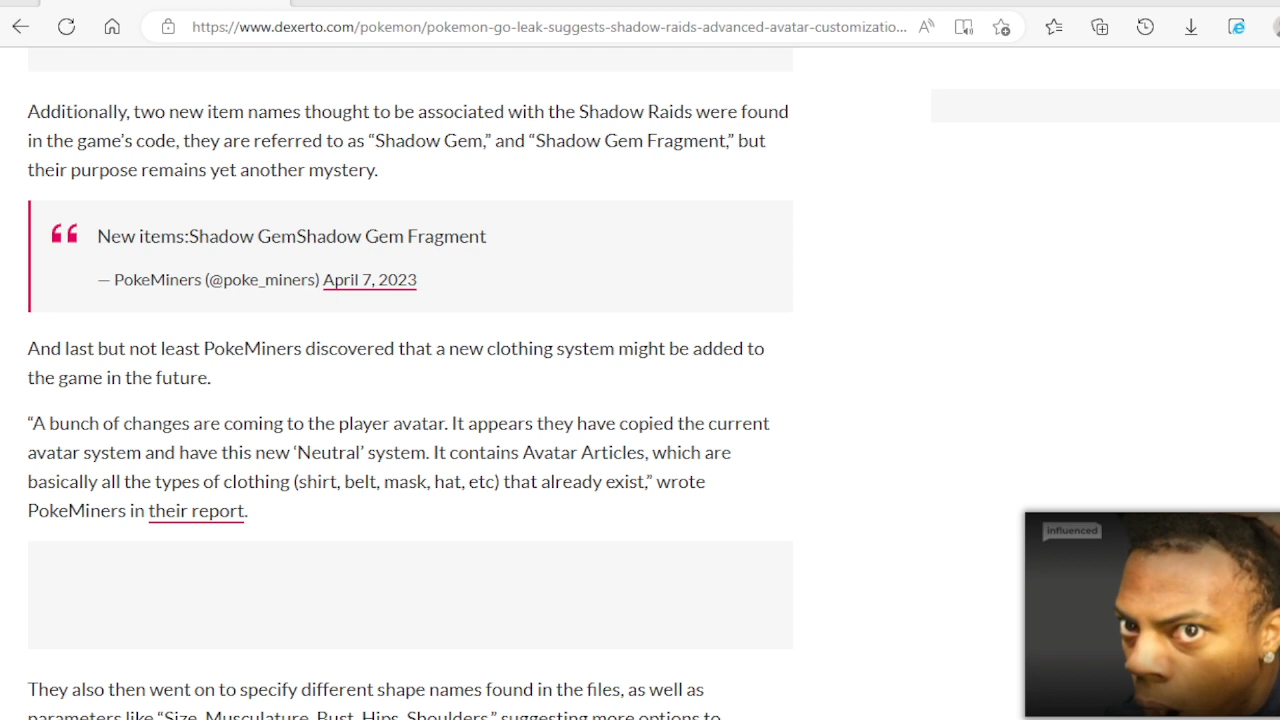 https://www.dexerto.com/pokemon/pokemon-go-leak-suggests-shadow-raids-advanced-avatar-customizatio...
Additionally, two new item names thought to be associated with the Shadow Raids were found
in the game’s code, they are referred to as “Shadow Gem,” and “Shadow Gem Fragment,” but
their purpose remains yet another mystery.
New items:Shadow GemShadow Gem Fragment
— PokeMiners (@poke_miners) April 7, 2023
And last but not least PokeMiners discovered that a new clothing system might be added to
the game in the future.
“A bunch of changes are coming to the player avatar. It appears they have copied the current
avatar system and have this new ‘Neutral’ system. It contains Avatar Articles, which are
basically all the types of clothing (shirt, belt, mask, hat, etc) that already exist,” wrote
PokeMiners in their report.
influenced
They also then went on to specify different shape names found in the files, as well as
parameters like “Size, Musculature, Bust, Hips, Shoulders,” suggesting more options to